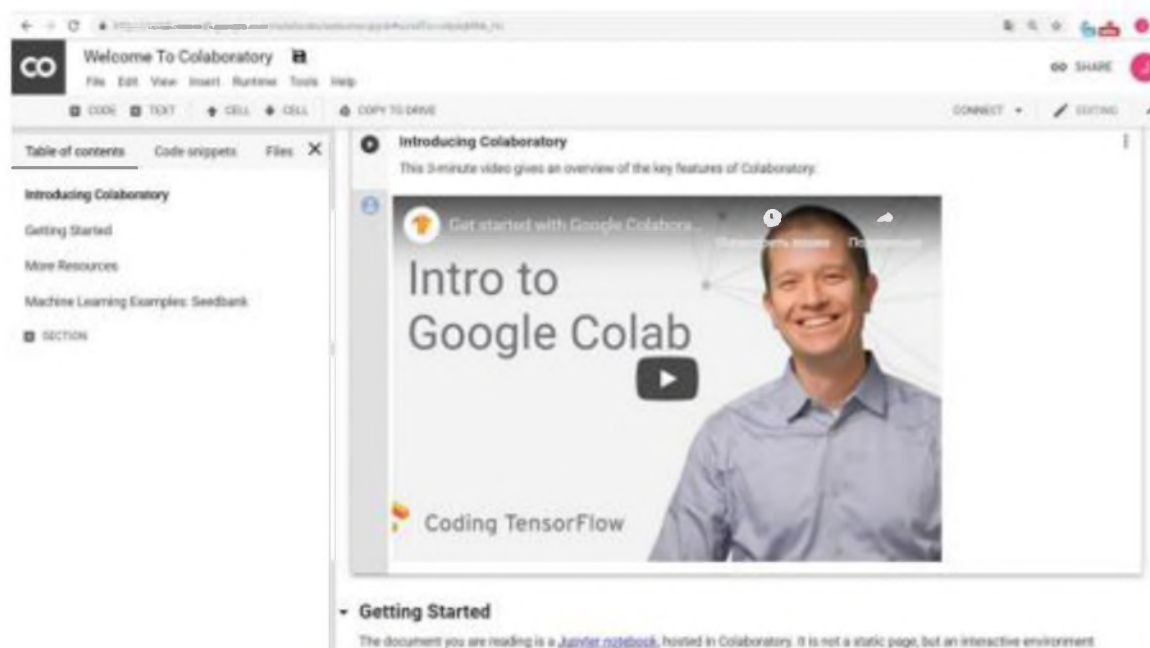 CO
Welcome To Colaboratory
File Edit View Insert Runtime Tools Help
SHARE
J
CODE TEXT CELL CELL COPY TO DRIVE
CONNECT EDITING
Table of contents Code snippets Files X
Introducing Colaboratory
Getting Started
More Resources
Machine Learning Examples: Seedbank
SECTION
Introducing Colaboratory
This 3-minute video gives an overview of the key features of Colaboratory:
Get started with Google Colabora...
Intro to
Google Colab
Coding TensorFlow
Getting Started
The document you are reading is a Jupyter notebook, hosted in Colaboratory. It is not a static page, but an interactive environment